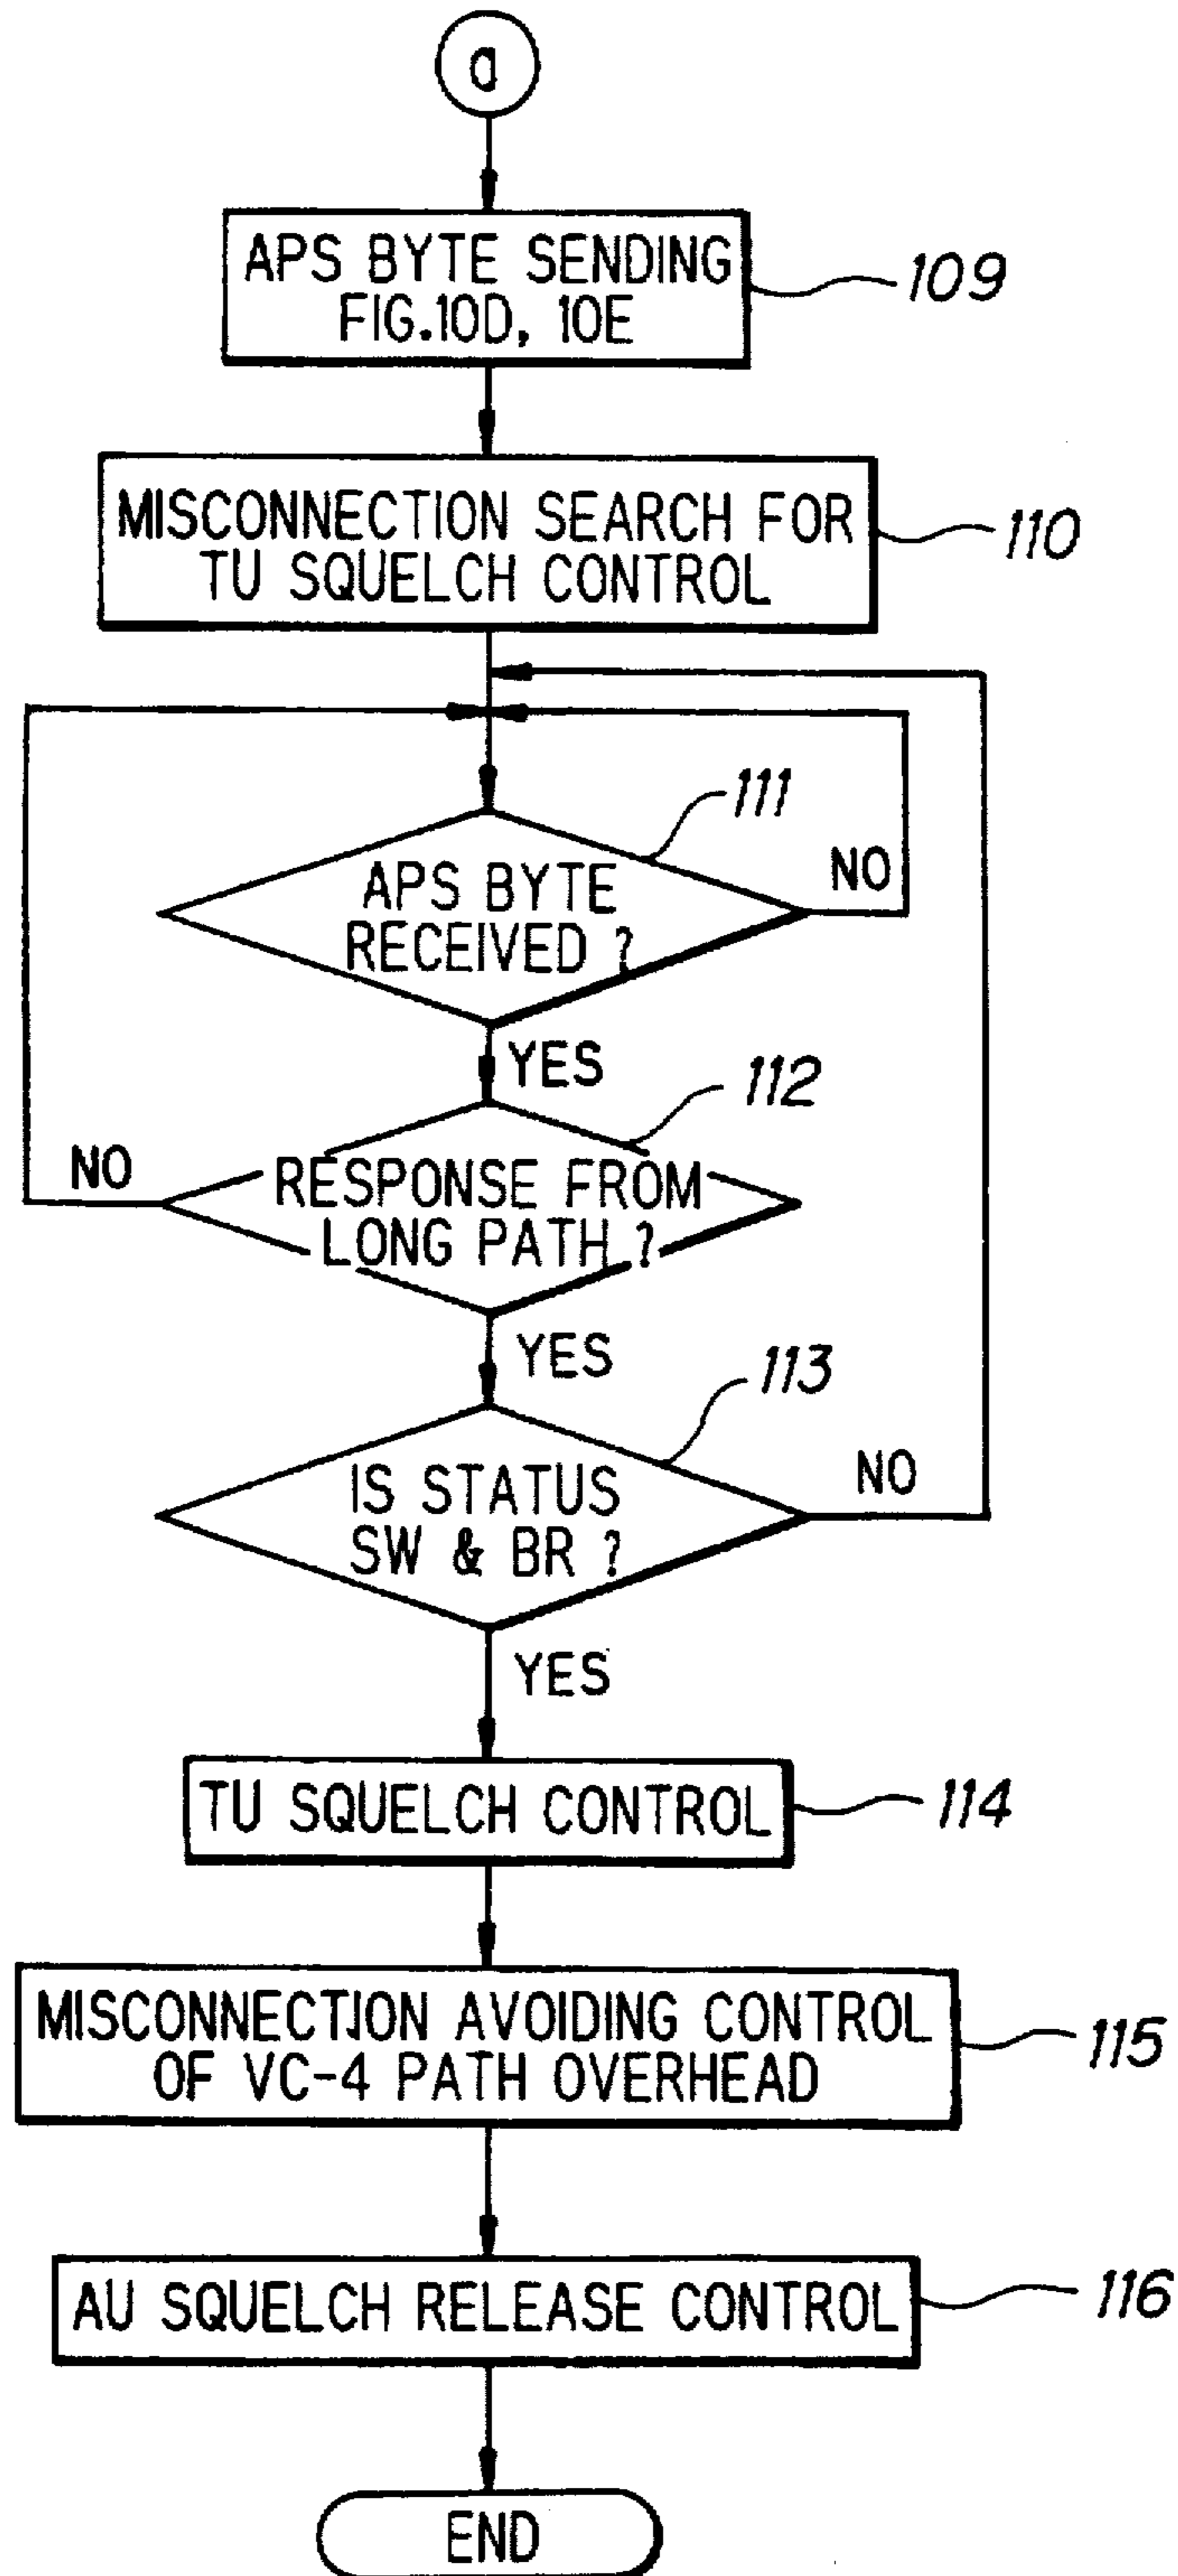 a
APS BYTE SENDING
FIG.10D, 10E
109
MISCONNECTION SEARCH FOR
TU SQUELCH CONTROL
110
111
APS BYTE
RECEIVED ?
NO
YES
112
NO
RESPONSE FROM
LONG PATH ?
YES
113
IS STATUS
SW & BR ?
NO
YES
TU SQUELCH CONTROL
114
MISCONNECTION AVOIDING CONTROL
OF VC-4 PATH OVERHEAD
115
AU SQUELCH RELEASE CONTROL
116
END